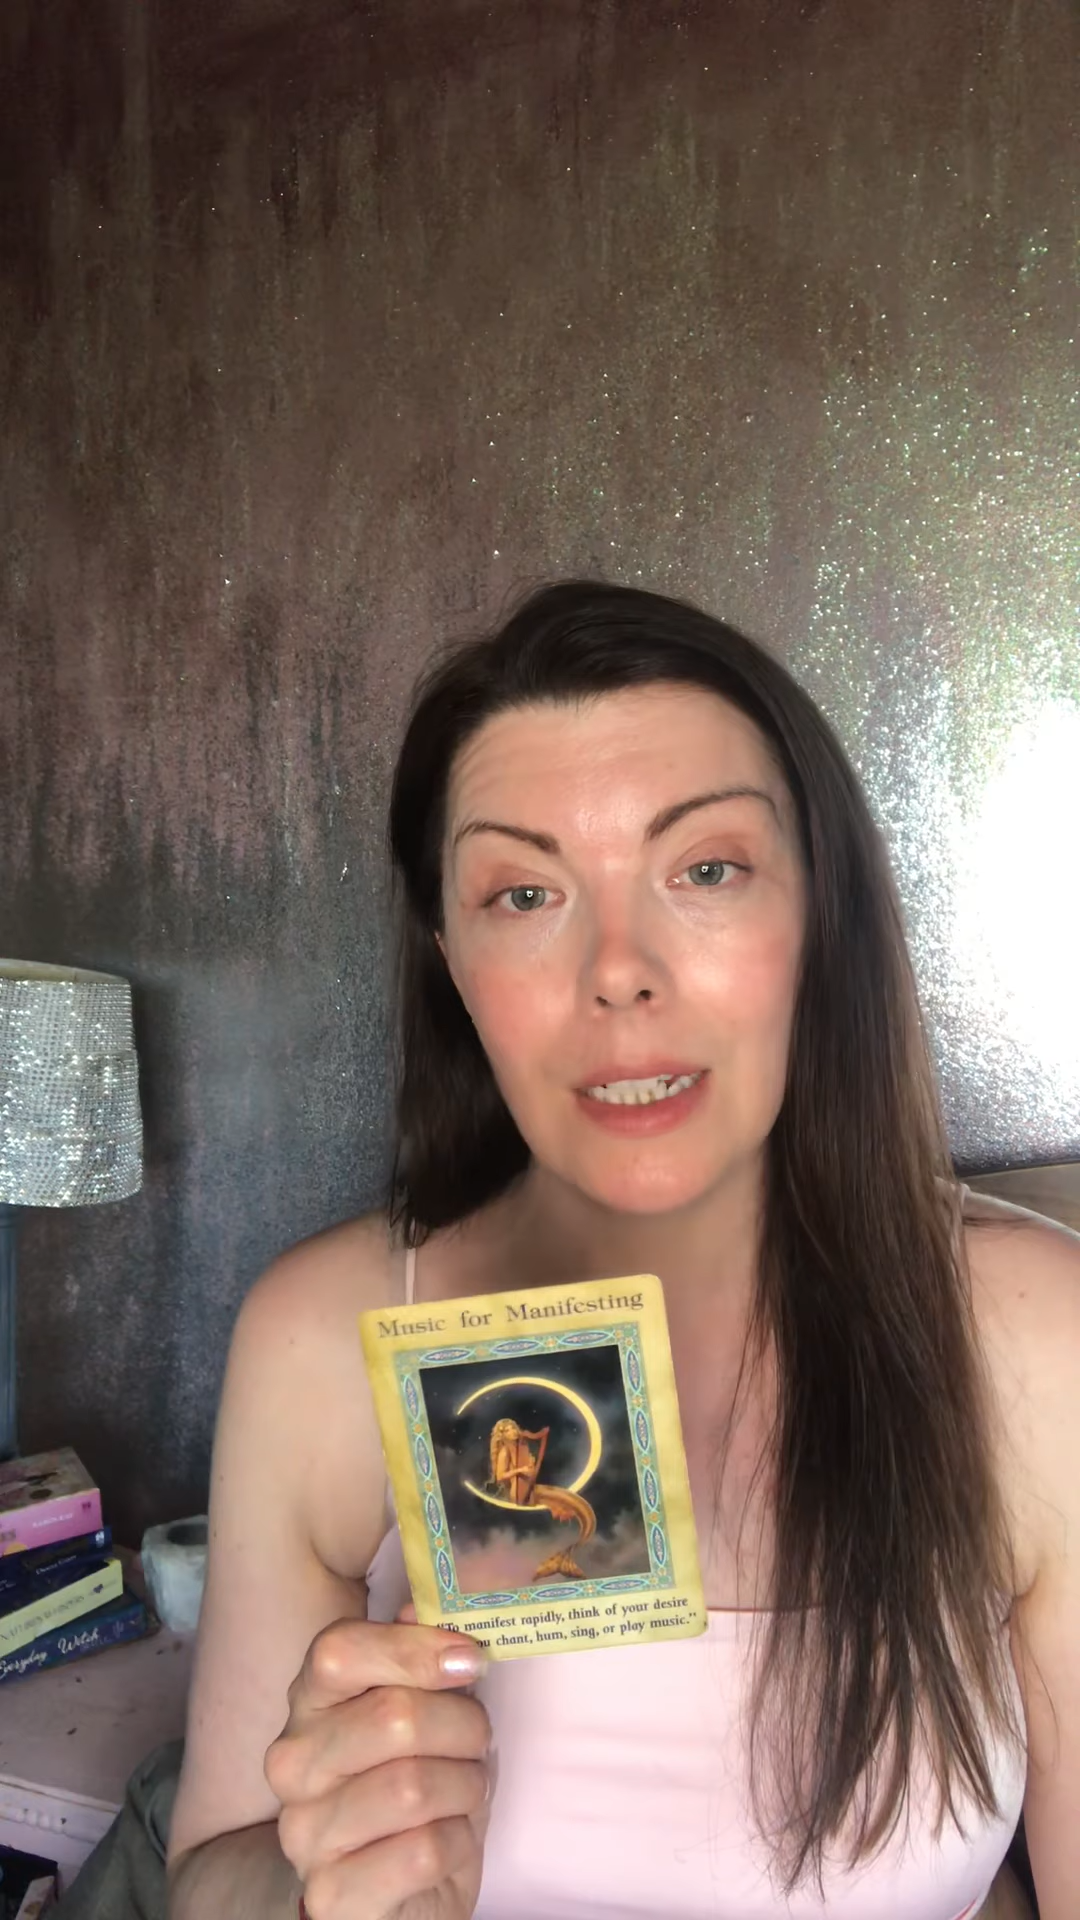 Music for Manifesting
"To manifest rapidly, think of your desire
you chant, hum, sing, or play music."
Everyday Witch